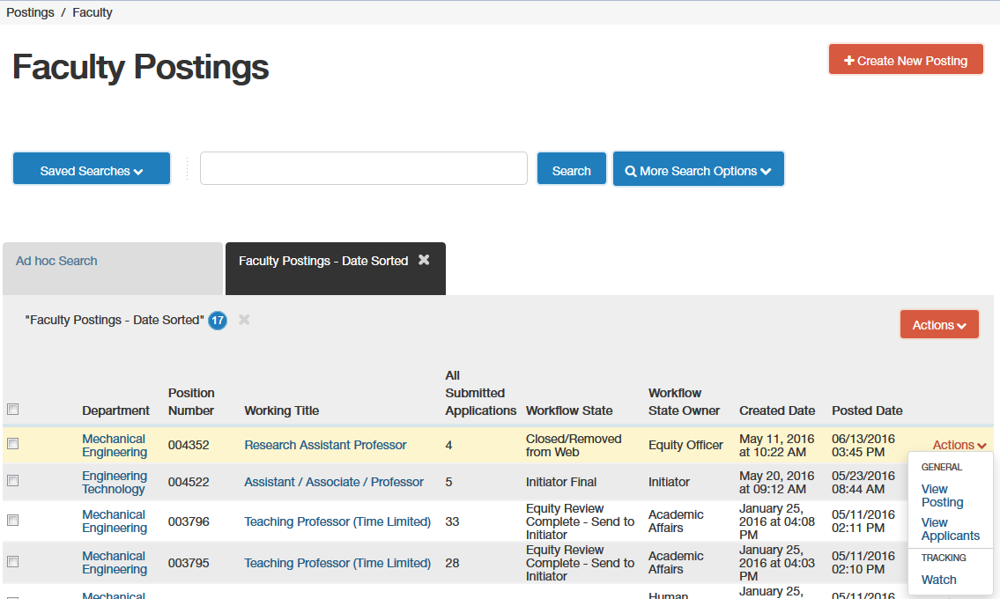 Postings / Faculty
Faculty Postings
Create New Posting
Saved Searches
Search
More Search Options
Ad hoc Search
Faculty Postings - Date Sorted
"Faculty Postings - Date Sorted" 17
Actions
Department
Position
Number
Working Title
All
Submitted
Applications
Workflow State
Workflow
State Owner
Created Date
Posted Date
Mechanical
Engineering
004352
Research Assistant Professor
4
Closed/Removed
from Web
Equity Officer
May 11, 2016
at 10:22 AM
06/13/2016
03:45 PM
Actions
GENERAL
View
Posting
View
Applicants
TRACKING
Watch
Engineering
Technology
004522
Assistant / Associate / Professor
5
Initiator Final
Initiator
May 20, 2016
at 09:12 AM
05/23/2016
08:44 AM
Mechanical
Engineering
003796
Teaching Professor (Time Limited)
33
Equity Review
Complete - Send to
Initiator
Academic
Affairs
January 25,
2016 at 04:08
PM
05/11/2016
02:11 PM
Mechanical
Engineering
003795
Teaching Professor (Time Limited)
28
Equity Review
Complete - Send to
Initiator
Academic
Affairs
January 25,
2016 at 04:03
PM
05/11/2016
02:10 PM
Mechanical
Human
January 25,
05/11/2016